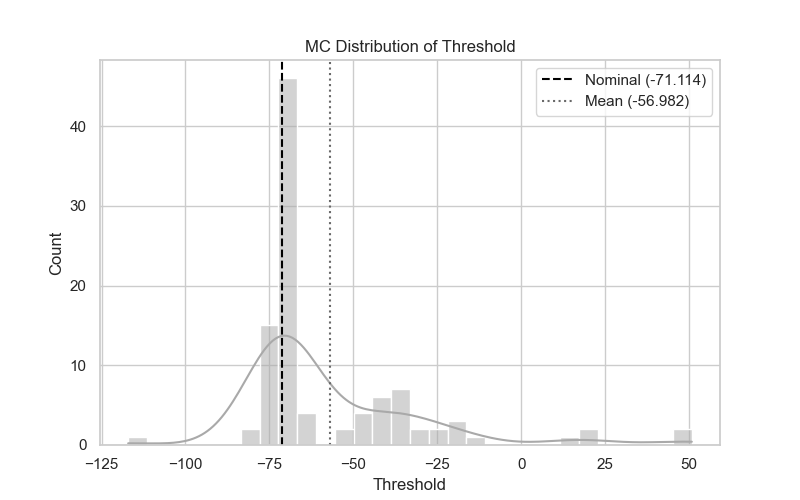 MC Distribution of Threshold
Nominal (-71.114)
Mean (-56.982)
Count
40
30
20
10
0
−125
−100
−75
−50
−25
0
25
50
Threshold